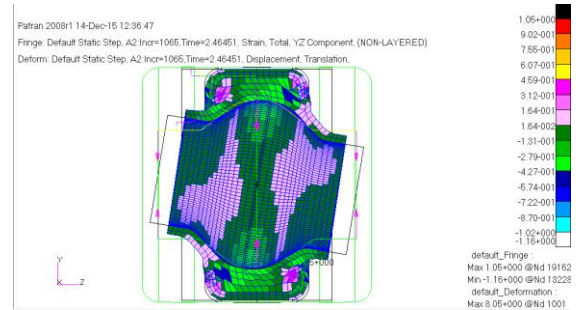 Patran 2008r1 14-Dec-15 12:36:47
Fringe: Default Static Step, A2:Incr=1065,Time=2.46451, Strain, Total, YZ Component, (NON-LAYERED)
Deform: Default Static Step, A2:Incr=1065,Time=2.46451, Displacement, Translation,
1.05+000
9.02-001
7.55-001
6.07-001
4.59-001
3.12-001
1.64-001
1.64-002
-1.31-001
-2.79-001
-4.27-001
-5.74-001
-7.22-001
-8.70-001
-1.02+000
-1.16+000
default_Fringe :
Max 1.05+000 @Nd 19162
Min -1.16+000 @Nd 13228
default_Deformation :
Max 8.05+000 @Nd 1001
Y
X
Z